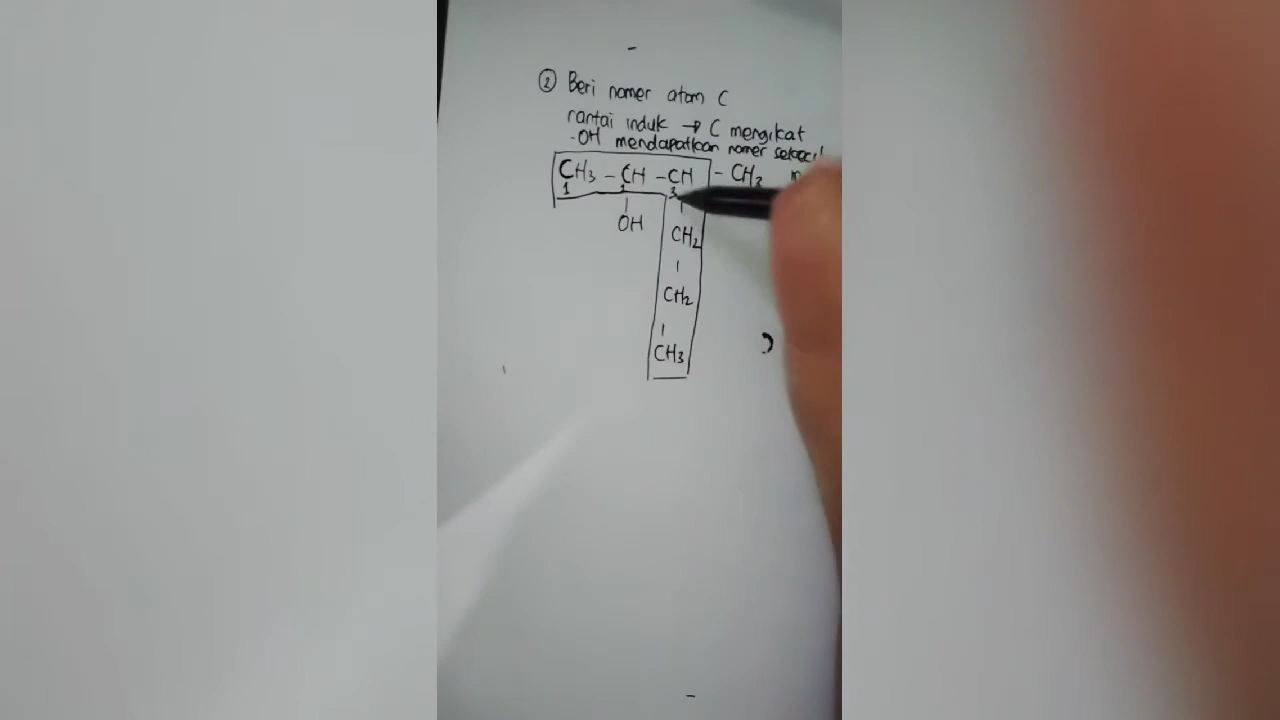 ② Beri nomer atom C
rantai induk → C mengikat
-OH mendapatkan nomer
CH3 - CH - CH - CH3
1 2 3
OH
CH2
CH2
CH3